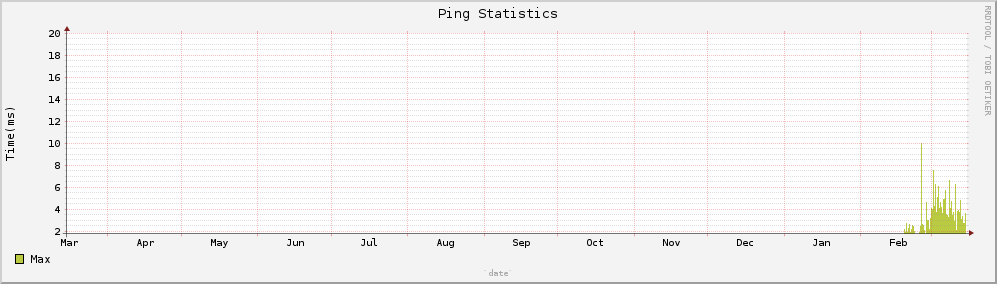 Ping Statistics
RRDTOOL / TOBI OETIKER
Time(ms)
20
18
16
14
12
10
8
6
4
2
Mar Apr May Jun Jul Aug Sep Oct Nov Dec Jan Feb
Max
`date`